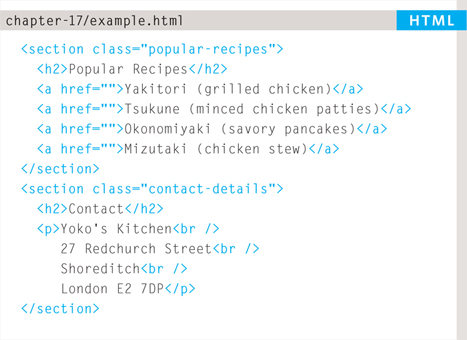 chapter-17/example.html HTML
<section class="popular-recipes">
<h2>Popular Recipes</h2>
<a href="">Yakitori (grilled chicken)</a>
<a href="">Tsukune (minced chicken patties)</a>
<a href="">Okonomiyaki (savory pancakes)</a>
<a href="">Mizutaki (chicken stew)</a>
</section>
<section class="contact-details">
<h2>Contact</h2>
<p>Yoko's Kitchen<br />
27 Redchurch Street<br />
Shoreditch<br />
London E2 7DP</p>
</section>